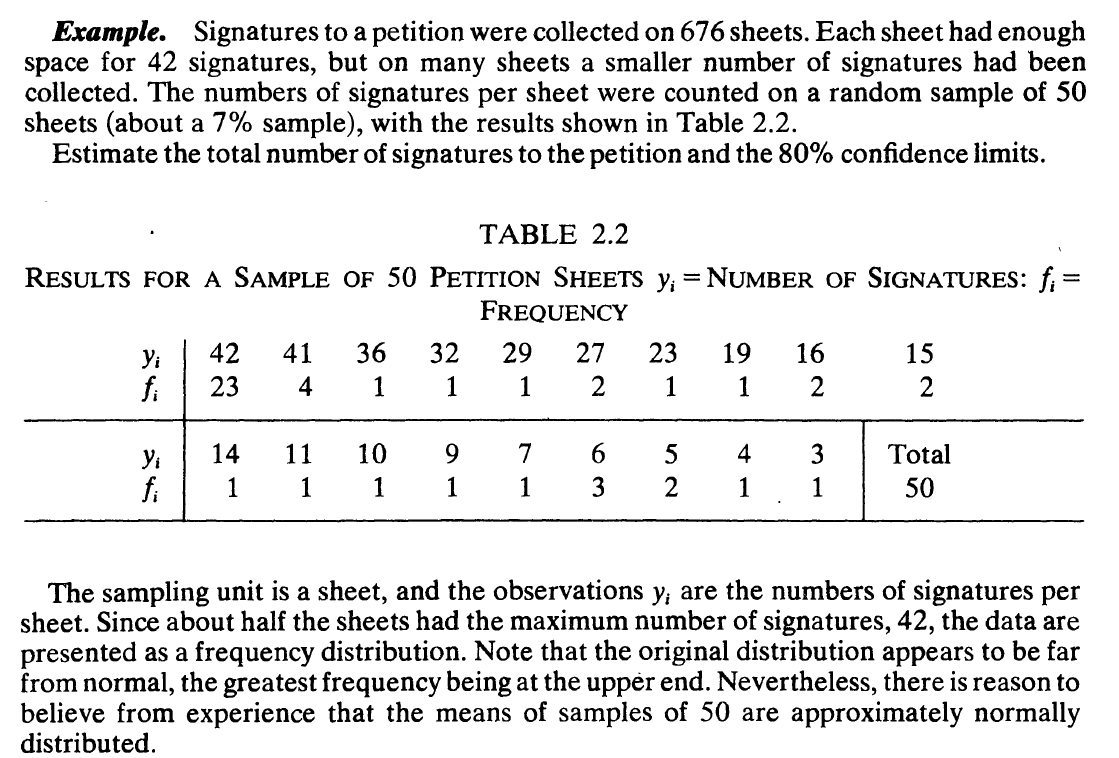 Example. Signatures to a petition were collected on 676 sheets. Each sheet had enough
space for 42 signatures, but on many sheets a smaller number of signatures had been
collected. The numbers of signatures per sheet were counted on a random sample of 50
sheets (about a 7% sample), with the results shown in Table 2.2.
Estimate the total number of signatures to the petition and the 80% confidence limits.
TABLE 2.2
RESULTS FOR A SAMPLE OF 50 PETITION SHEETS yᵢ = NUMBER OF SIGNATURES: fᵢ =
FREQUENCY
yᵢ 42 41 36 32 29 27 23 19 16 15
fᵢ 23 4 1 1 1 2 1 1 2 2
yᵢ 14 11 10 9 7 6 5 4 3 Total
fᵢ 1 1 1 1 1 3 2 1 1 50
The sampling unit is a sheet, and the observations yᵢ are the numbers of signatures per
sheet. Since about half the sheets had the maximum number of signatures, 42, the data are
presented as a frequency distribution. Note that the original distribution appears to be far
from normal, the greatest frequency being at the upper end. Nevertheless, there is reason to
believe from experience that the means of samples of 50 are approximately normally
distributed.